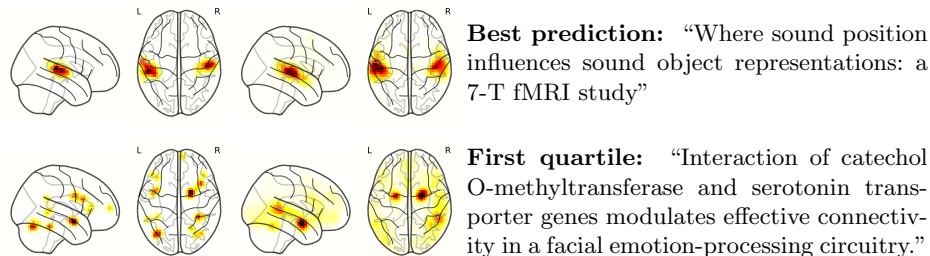 L R L R
Best prediction: “Where sound position
influences sound object representations: a
7-T fMRI study”
L R L R
First quartile: “Interaction of catechol
O-methyltransferase and serotonin trans-
porter genes modulates effective connectiv-
ity in a facial emotion-processing circuitry.”